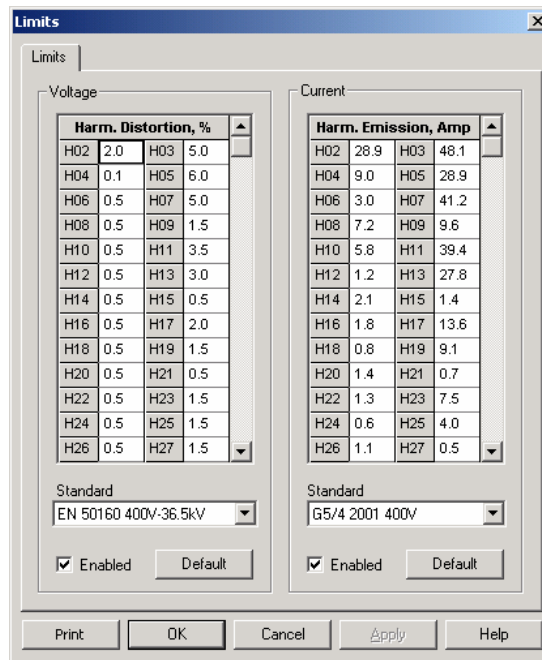 Limits
Limits
Voltage
Harm. Distortion, %
H02 2.0 H03 5.0
H04 0.1 H05 6.0
H06 0.5 H07 5.0
H08 0.5 H09 1.5
H10 0.5 H11 3.5
H12 0.5 H13 3.0
H14 0.5 H15 0.5
H16 0.5 H17 2.0
H18 0.5 H19 1.5
H20 0.5 H21 0.5
H22 0.5 H23 1.5
H24 0.5 H25 1.5
H26 0.5 H27 1.5
Standard
EN 50160 400V-36.5kV
Enabled Default
Current
Harm. Emission, Amp
H02 28.9 H03 48.1
H04 9.0 H05 28.9
H06 3.0 H07 41.2
H08 7.2 H09 9.6
H10 5.8 H11 39.4
H12 1.2 H13 27.8
H14 2.1 H15 1.4
H16 1.8 H17 13.6
H18 0.8 H19 9.1
H20 1.4 H21 0.7
H22 1.3 H23 7.5
H24 0.6 H25 4.0
H26 1.1 H27 0.5
Standard
G5/4 2001 400V
Enabled Default
Print OK Cancel Apply Help